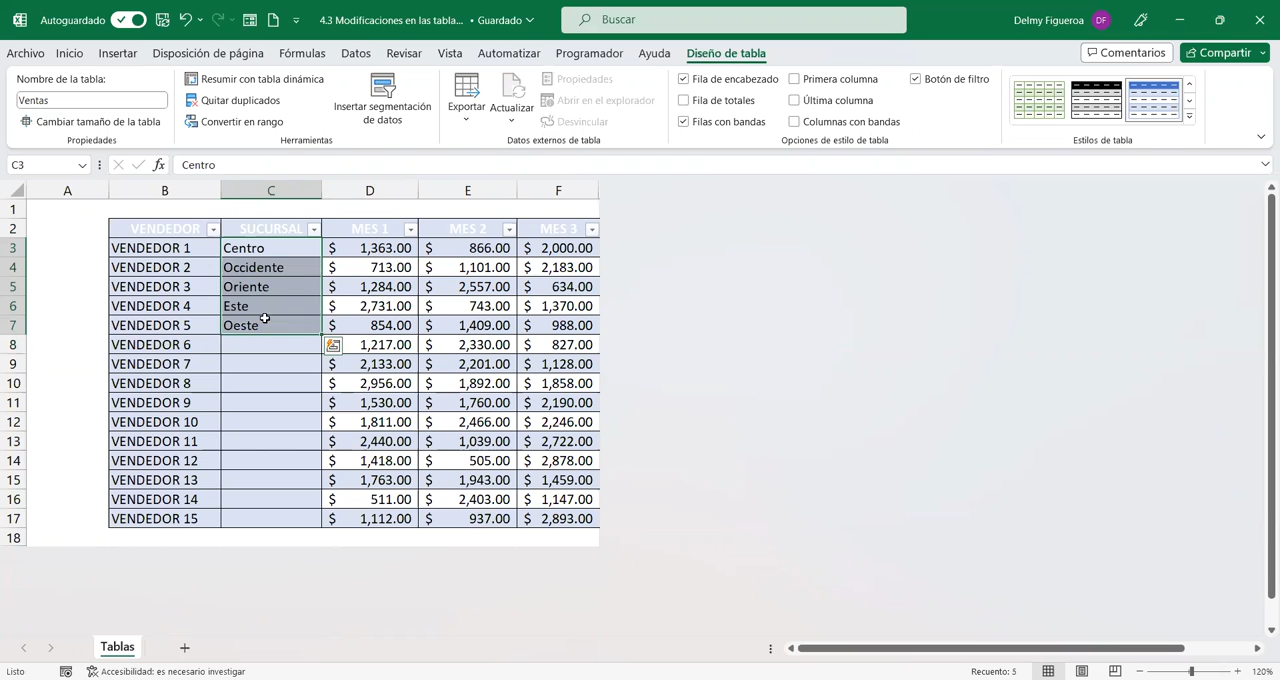 Autoguardado 4.3 Modificaciones en las tabla... • Guardado Buscar Delmy Figueroa DF
Archivo Inicio Insertar Disposición de página Fórmulas Datos Revisar Vista Automatizar Programador Ayuda Diseño de tabla Comentarios Compartir
Nombre de la tabla:
Ventas
Cambiar tamaño de la tabla
Propiedades
Resumir con tabla dinámica
Quitar duplicados
Convertir en rango
Insertar segmentación
de datos
Herramientas
Exportar
Actualizar
Propiedades
Abrir en el explorador
Desvincular
Datos externos de tabla
Fila de encabezado
Fila de totales
Filas con bandas
Primera columna
Última columna
Columnas con bandas
Botón de filtro
Opciones de estilo de tabla
Estilos de tabla
C3 fx Centro
A B C D E F
1
2 VENDEDOR SUCURSAL MES 1 MES 2 MES 3
3 VENDEDOR 1 Centro $ 1,363.00 $ 866.00 $ 2,000.00
4 VENDEDOR 2 Occidente $ 713.00 $ 1,101.00 $ 2,183.00
5 VENDEDOR 3 Oriente $ 1,284.00 $ 2,557.00 $ 634.00
6 VENDEDOR 4 Este $ 2,731.00 $ 743.00 $ 1,370.00
7 VENDEDOR 5 Oeste $ 854.00 $ 1,409.00 $ 988.00
8 VENDEDOR 6 $ 1,217.00 $ 2,330.00 $ 827.00
9 VENDEDOR 7 $ 2,133.00 $ 2,201.00 $ 1,128.00
10 VENDEDOR 8 $ 2,956.00 $ 1,892.00 $ 1,858.00
11 VENDEDOR 9 $ 1,530.00 $ 1,760.00 $ 2,190.00
12 VENDEDOR 10 $ 1,811.00 $ 2,466.00 $ 2,246.00
13 VENDEDOR 11 $ 2,440.00 $ 1,039.00 $ 2,722.00
14 VENDEDOR 12 $ 1,418.00 $ 505.00 $ 2,878.00
15 VENDEDOR 13 $ 1,763.00 $ 1,943.00 $ 1,459.00
16 VENDEDOR 14 $ 511.00 $ 2,403.00 $ 1,147.00
17 VENDEDOR 15 $ 1,112.00 $ 937.00 $ 2,893.00
18
Tablas
Listo Accesibilidad: es necesario investigar Recuento: 5 120%